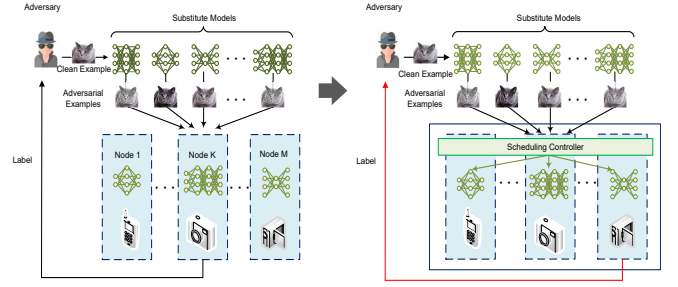 Adversary
Substitute Models
Clean Example
Adversarial
Examples
Label
Node 1
Node K
Node M
Adversary
Substitute Models
Clean Example
Adversarial
Examples
Label
Scheduling Controller